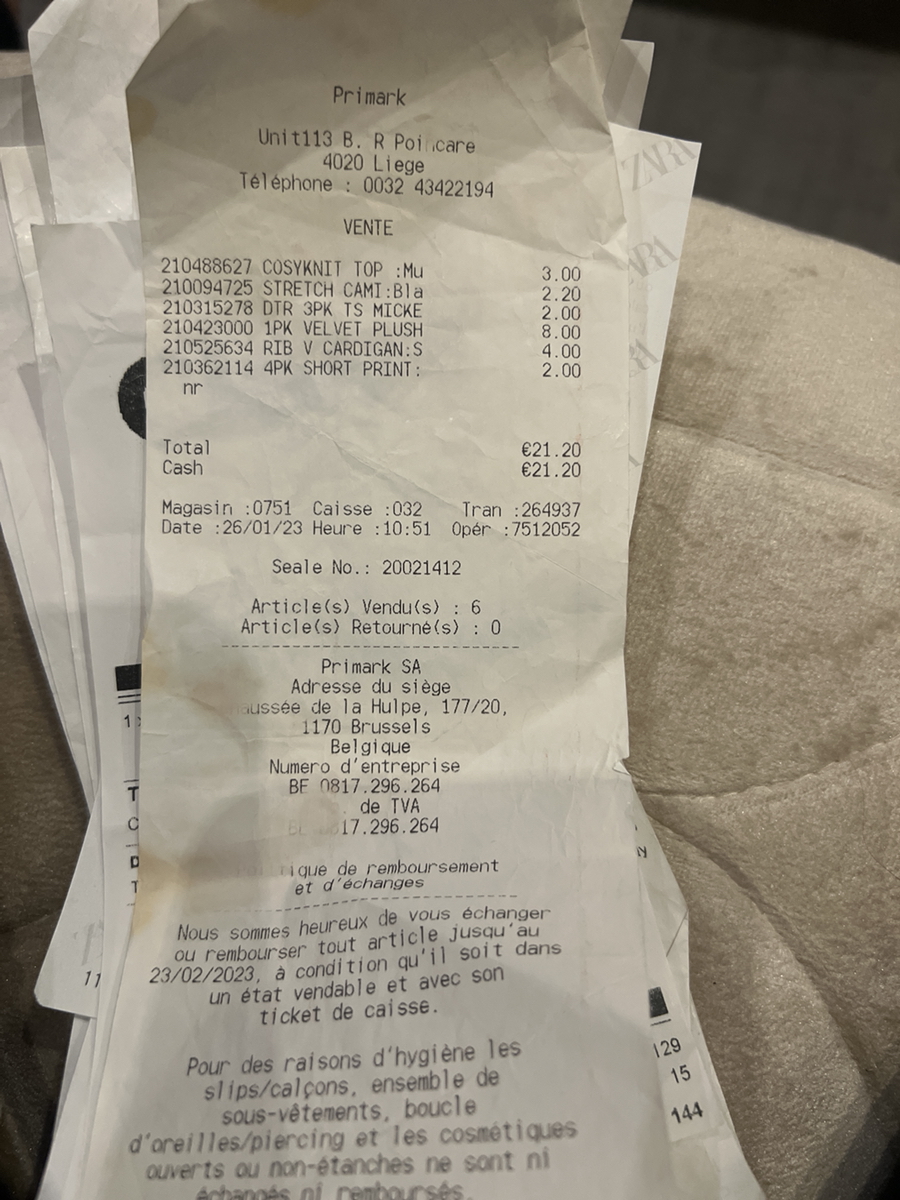 Primark
Unit113 B. R Poincare
4020 Liege
Téléphone : 0032 43422194
VENTE
210488627 COSYKNIT TOP :Mu 3.00
210094725 STRETCH CAMI:Bla 2.20
210315278 DTR 3PK TS MICKE 2.00
210423000 1PK VELVET PLUSH 8.00
210525634 RIB V CARDIGAN:S 4.00
210362114 4PK SHORT PRINT: 2.00
nr
Total €21.20
Cash €21.20
Magasin :0751 Caisse :032 Tran :264937
Date :26/01/23 Heure :10:51 Opér :7512052
Seale No.: 20021412
Article(s) Vendu(s) : 6
Article(s) Retourné(s) : 0
Primark SA
Adresse du siège
aussée de la Hulpe, 177/20,
1170 Brussels
Belgique
Numero d'entreprise
BE 0817.296.264
de TVA
17.296.264
ique de remboursement
et d'échanges
Nous sommes heureux de vous échanger
ou rembourser tout article jusqu'au
23/02/2023, à condition qu'il soit dans
un état vendable et avec son
ticket de caisse.
Pour des raisons d'hygiène les
slips/calçons, ensemble de
sous-vêtements, boucle
d'oreilles/piercing et les cosmétiques
ouverts ou non-étanches ne sont ni
échangés ni remboursés.
ZARA
129
15
144